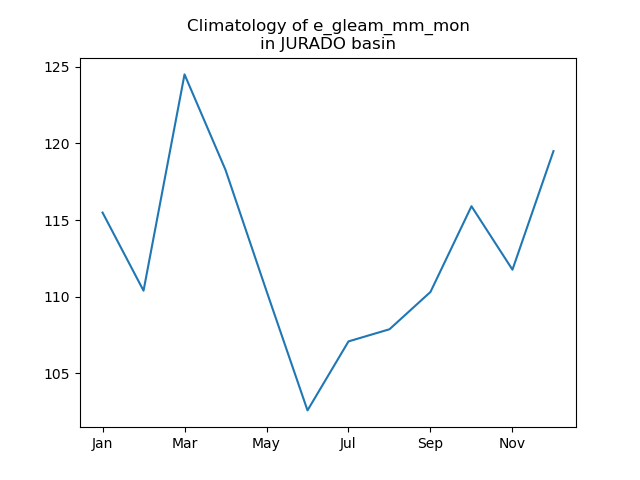 Climatology of e_gleam_mm_mon
in JURADO basin
125
120
115
110
105
Jan
Mar
May
Jul
Sep
Nov